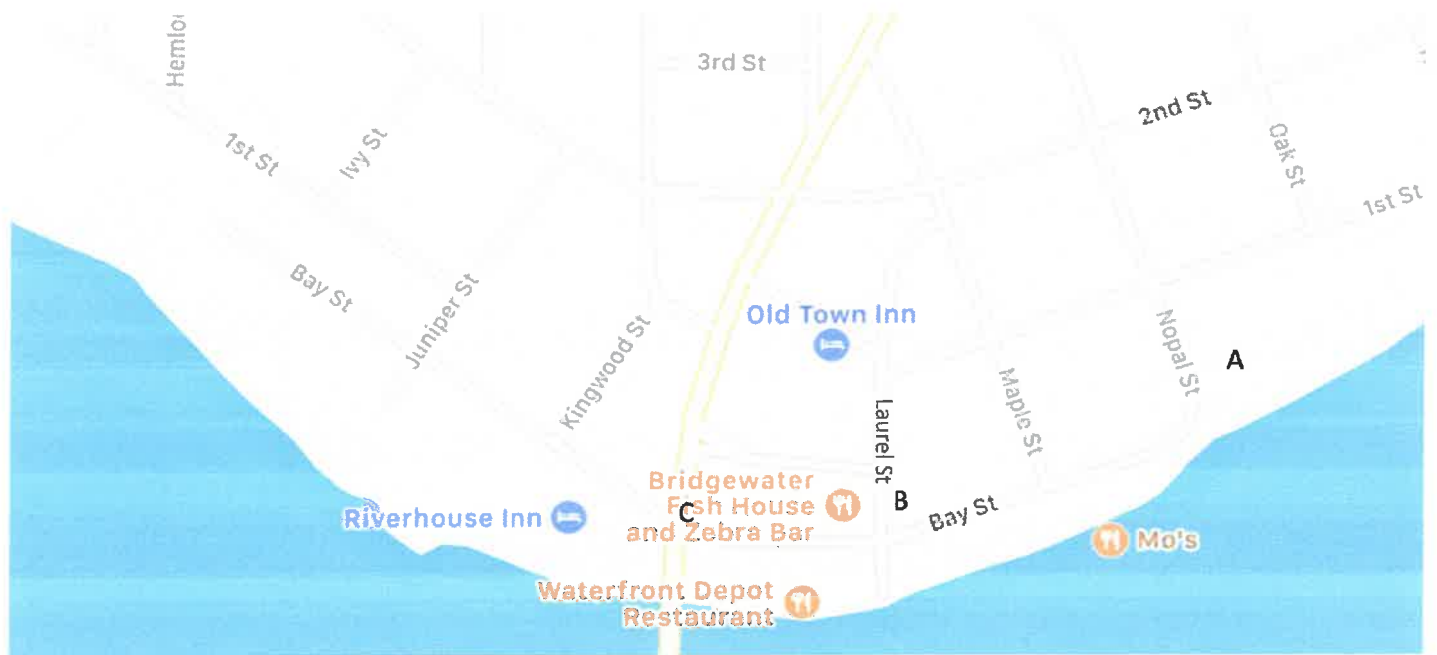 Hemlo
3rd St
2nd St
1st St
Ivy St
Oak St
1st St
Bay St
Juniper St
Kingwood St
Old Town Inn
Nopal St
A
Maple St
Laurel St
Bridgewater
Fish House
and Zebra Bar
C
B
Bay St
Riverhouse Inn
Mo's
Waterfront Depot
Restaurant